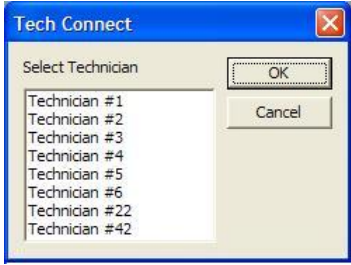 Tech Connect
Select Technician
OK
Cancel
Technician #1
Technician #2
Technician #3
Technician #4
Technician #5
Technician #6
Technician #22
Technician #42